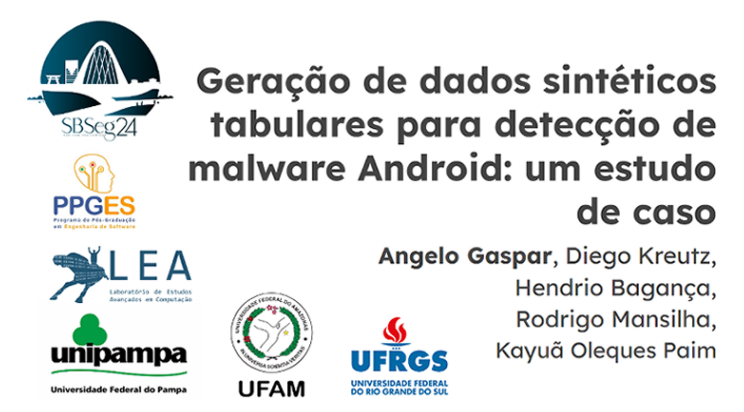 SBSeg24
Geração de dados sintéticos
tabulares para detecção de
malware Android: um estudo
de caso
Angelo Gaspar, Diego Kreutz,
Hendrio Bagança,
Rodrigo Mansilha,
Kayuã Oleques Paim
PPGES
Programa de Pós-Graduação
em Engenharia de Software
LEA
Laboratório de Estudos
Avançados em Computação
unipampa
Universidade Federal do Pampa
UNIVERSIDADE FEDERAL DO AMAZONAS
IN UNIVERSA SCIENTIA VERITAS
UFAM
UFRGS
UNIVERSIDADE FEDERAL
DO RIO GRANDE DO SUL